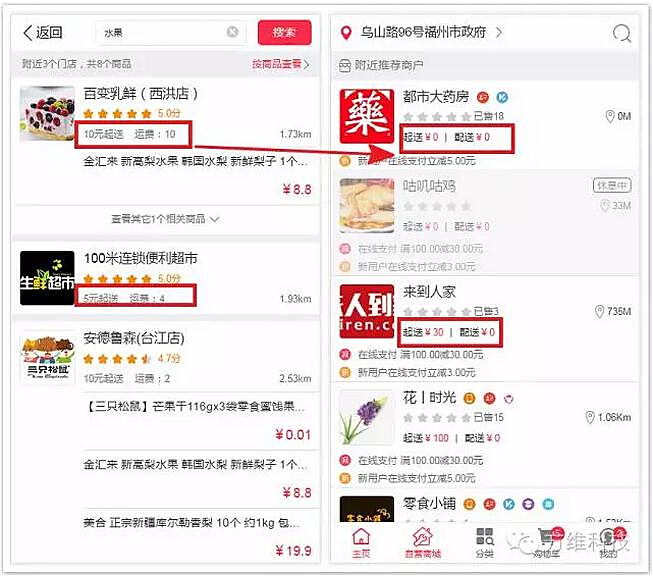 返回
水果
搜索
附近3个门店，共8个商品
按商品查看
百变乳鲜（西洪店）
5.0分
10元起送 运费：10
1.73km
金汇来 新高梨水果 韩国水梨 新鲜梨子 1个...
￥8.8
查看其它1个相关商品
100米连锁便利超市
5.0分
5元起送 运费：4
1.93km
生鲜超市
安德鲁森(台江店)
4.7分
10元起送 运费：2
2.53km
三只松鼠
【三只松鼠】芒果干116gx3袋零食蜜饯果...
￥0.01
金汇来 新高梨水果 韩国水梨 新鲜梨子 1个...
￥8.8
美合 正宗新疆库尔勒香梨 10个 约1kg 包...
￥19.9
乌山路96号福州市政府
附近推荐商户
藥
都市大药房
已售18
0M
起送￥0 | 配送￥0
新 新用户在线支付立减5.00元
咕叽咕鸡
休息中
33M
起送￥0 | 配送￥0
减 在线支付 满100.00减30.00元
新 新用户在线支付立减5.00元
来人到家
已售3
735M
起送￥30 | 配送￥0
减 在线支付 满100.00减30.00元
新 新用户在线支付立减3.00元
花丨时光
已售15
1.06Km
起送￥100 | 配送￥0
减 在线支付 满100.00减30.00元
新 新用户在线支付立减5.00元
零食小铺
主页
自营商城
分类
购物车
我的